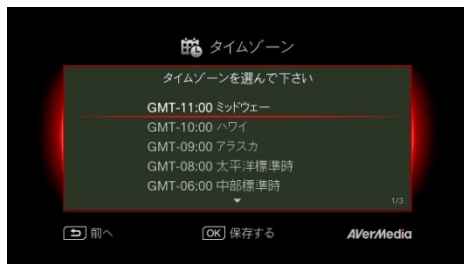 タイムゾーン
タイムゾーンを選んで下さい
GMT-11:00 ミッドウェー
GMT-10:00 ハワイ
GMT-09:00 アラスカ
GMT-08:00 太平洋標準時
GMT-06:00 中部標準時
1/3
前へ OK 保存する AVerMedia